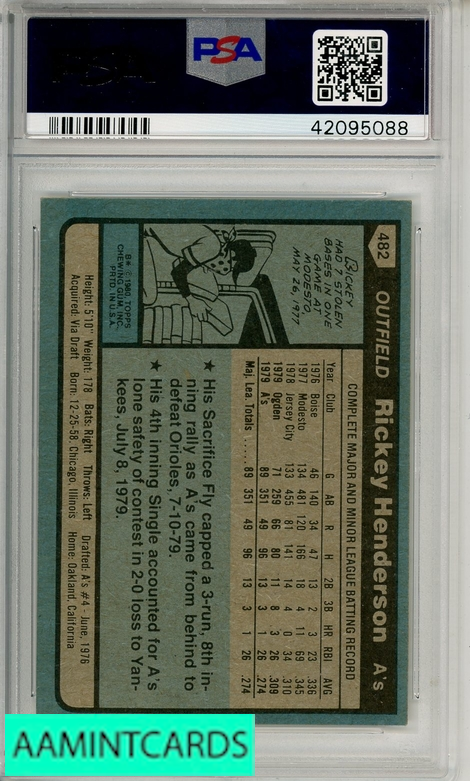 PSA
42095088
482 OUTFIELD Rickey Henderson A's
RICKEY
HAD 7 STOLEN
BASES IN ONE
GAME AT
MODESTO,
MAY 26, 1977
B* ©1980, TOPPS
CHEWING GUM, INC.
PRTD. IN U.S.A.
COMPLETE MAJOR AND MINOR LEAGUE BATTING RECORD
Year Club G AB R H 2B 3B HR RBI AVG
1976 Boise 46 140 34 47 13 2 3 23 .336
1977 Modesto 134 481 120 166 18 4 11 69 .345
1978 Jersey City 133 455 81 141 14 4 0 34 .310
1979 Ogden 71 259 66 80 11 8 3 26 .309
1979 A's 89 351 49 96 13 3 1 26 .274
Maj. Lea. Totals ..... 89 351 49 96 13 3 1 26 .274
★ His Sacrifice Fly capped a 3-run, 8th in-
ning rally as A's came from behind to
defeat Orioles, 7-10-79.
★ His 4th inning Single accounted for A's
lone safety of contest in 2-0 loss to Yan-
kees, July 8, 1979.
Height: 5'10" Weight: 178 Bats: Right Throws: Left Drafted: A's #4 - June, 1976
Acquired: Via Draft Born: 12-25-58, Chicago, Illinois Home: Oakland, California
AAMINTCARDS